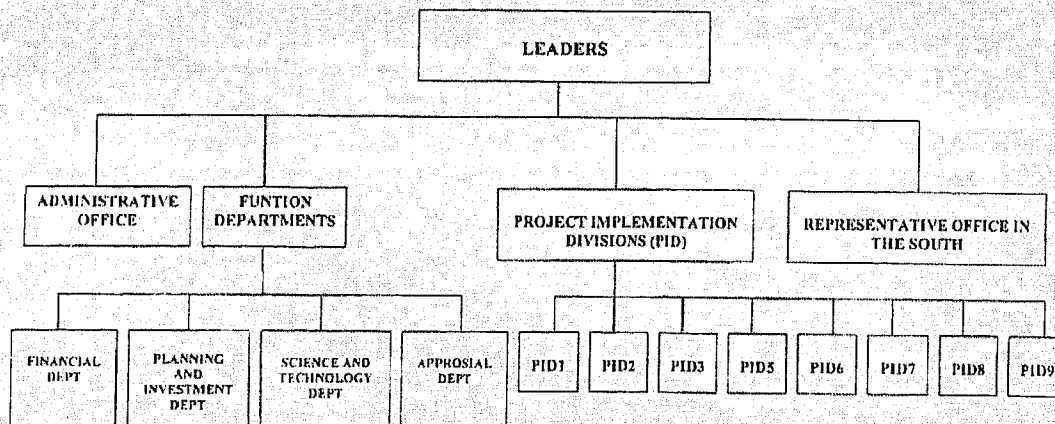 LEADERS
ADMINISTRATIVE
OFFICE
FUNTION
DEPARTMENTS
PROJECT IMPLEMENTATION
DIVISIONS (PID)
REPRESENTATIVE OFFICE IN
THE SOUTH
FINANCIAL
DEPT
PLANNING
AND
INVESTMENT
DEPT
SCIENCE AND
TECHNOLOGY
DEPT
APPROSIAL
DEPT
PID1
PID2
PID3
PID5
PID6
PID7
PID8
PID9